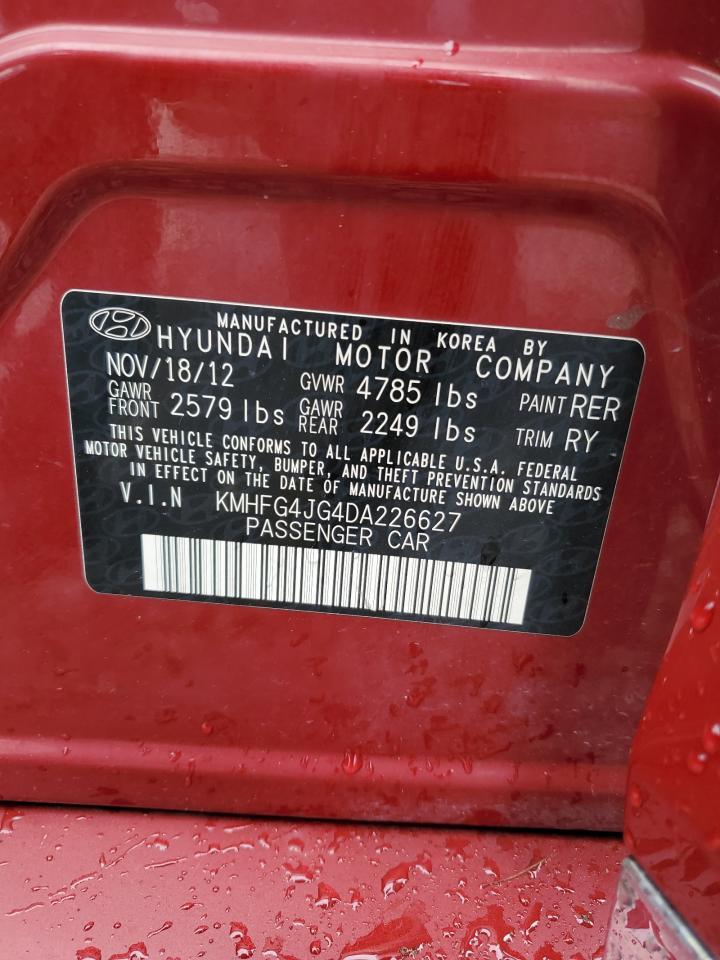 MANUFACTURED IN KOREA BY
HYUNDAI MOTOR COMPANY
NOV/18/12 GVWR 4785 lbs PAINT RER
GAWR FRONT 2579 lbs GAWR REAR 2249 lbs TRIM RY
THIS VEHICLE CONFORMS TO ALL APPLICABLE U.S.A. FEDERAL
MOTOR VEHICLE SAFETY, BUMPER, AND THEFT PREVENTION STANDARDS
IN EFFECT ON THE DATE OF MANUFACTURE SHOWN ABOVE
V.I.N KMHFG4JG4DA226627
PASSENGER CAR